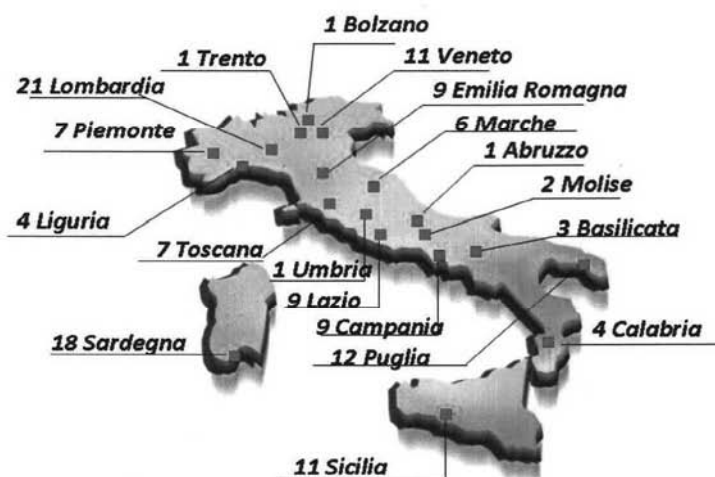 1 Bolzano
1 Trento
11 Veneto
21 Lombardia
9 Emilia Romagna
7 Piemonte
6 Marche
1 Abruzzo
2 Molise
4 Liguria
3 Basilicata
7 Toscana
1 Umbria
9 Lazio
9 Campania
4 Calabria
18 Sardegna
12 Puglia
11 Sicilia